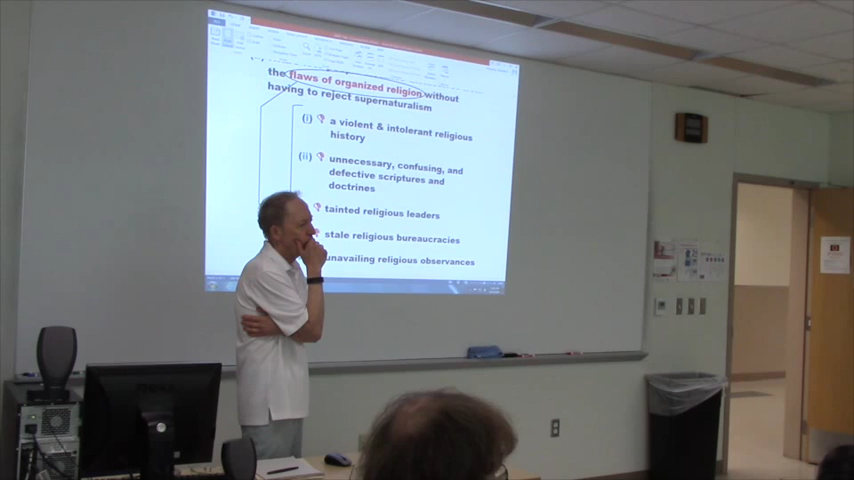 the flaws of organized religion without
having to reject supernaturalism
(i) a violent & intolerant religious
history
(ii) unnecessary, confusing, and
defective scriptures and
doctrines
tainted religious leaders
stale religious bureaucracies
unavailing religious observances